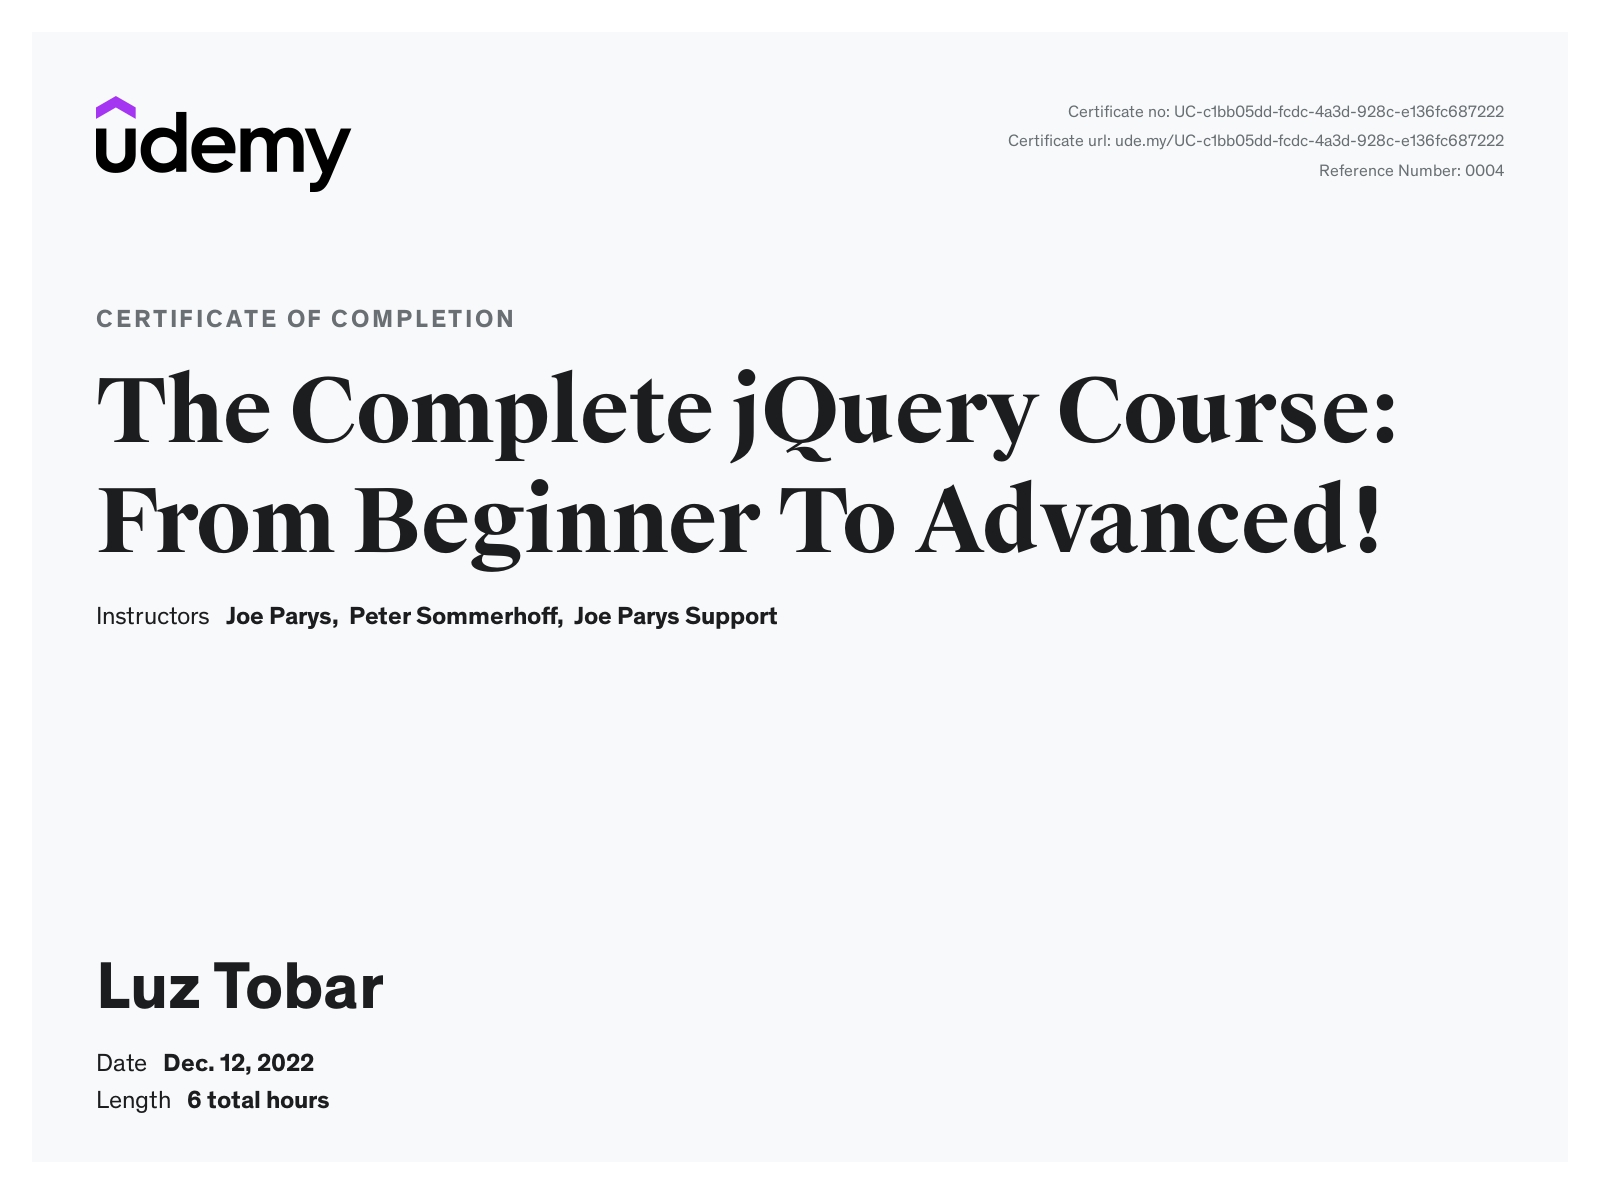 udemy
Certificate no: UC-c1bb05dd-fcdc-4a3d-928c-e136fc687222
Certificate url: ude.my/UC-c1bb05dd-fcdc-4a3d-928c-e136fc687222
Reference Number: 0004
CERTIFICATE OF COMPLETION
The Complete jQuery Course:
From Beginner To Advanced!
Instructors Joe Parys, Peter Sommerhoff, Joe Parys Support
Luz Tobar
Date Dec. 12, 2022
Length 6 total hours